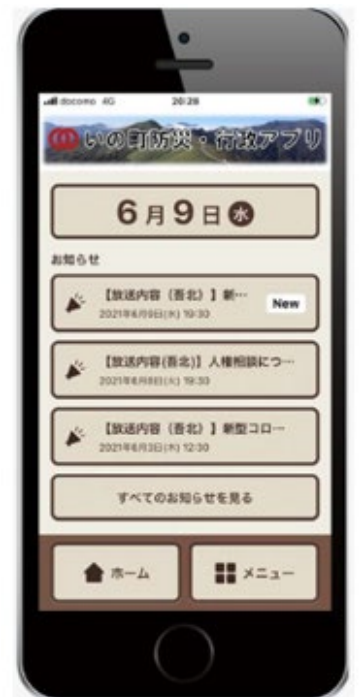 docomo 4G 20:28
いの町防災・行政アプリ
6月9日水
お知らせ
【放送内容（吾北）】新…
New
2021年6月9日(水) 19:30
【放送内容(吾北)】人権相談につ…
2021年6月8日(火) 19:30
【放送内容（吾北）】新型コロ…
2021年6月3日(木) 12:30
すべてのお知らせを見る
ホーム
メニュー